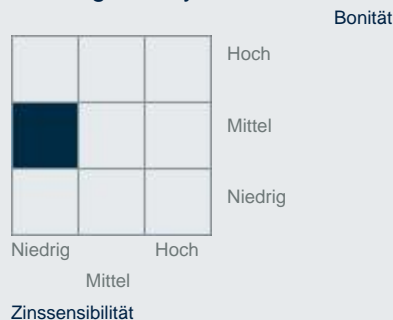 Bonität
Hoch
Mittel
Niedrig
Niedrig
Hoch
Mittel
Zinssensibilität